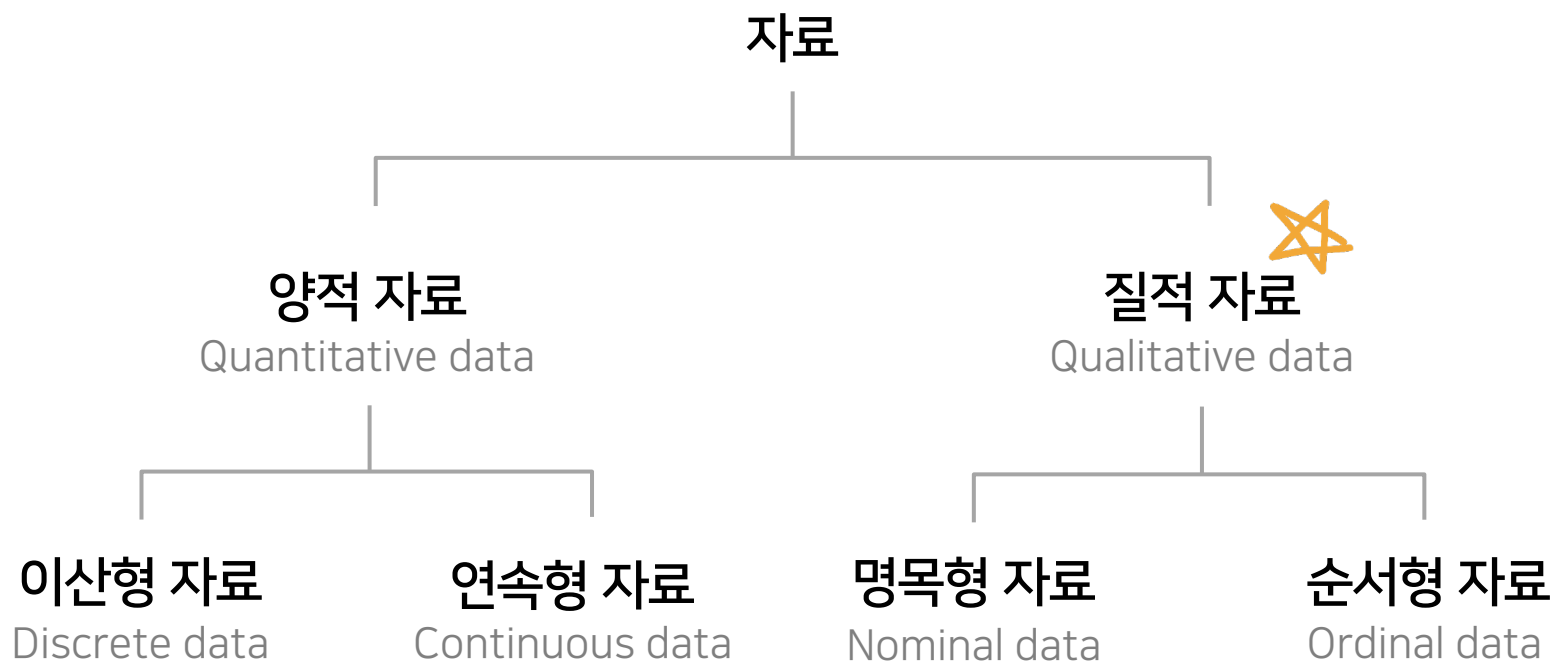 자료
양적 자료
Quantitative data
질적 자료
Qualitative data
이산형 자료
Discrete data
연속형 자료
Continuous data
명목형 자료
Nominal data
순서형 자료
Ordinal data